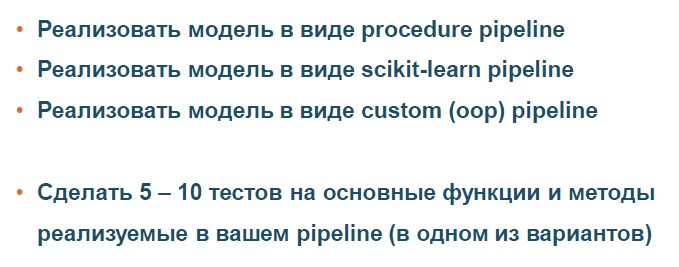 • Реализовать модель в виде procedure pipeline
• Реализовать модель в виде scikit-learn pipeline
• Реализовать модель в виде custom (oop) pipeline
• Сделать 5 – 10 тестов на основные функции и методы
реализуемые в вашем pipeline (в одном из вариантов)